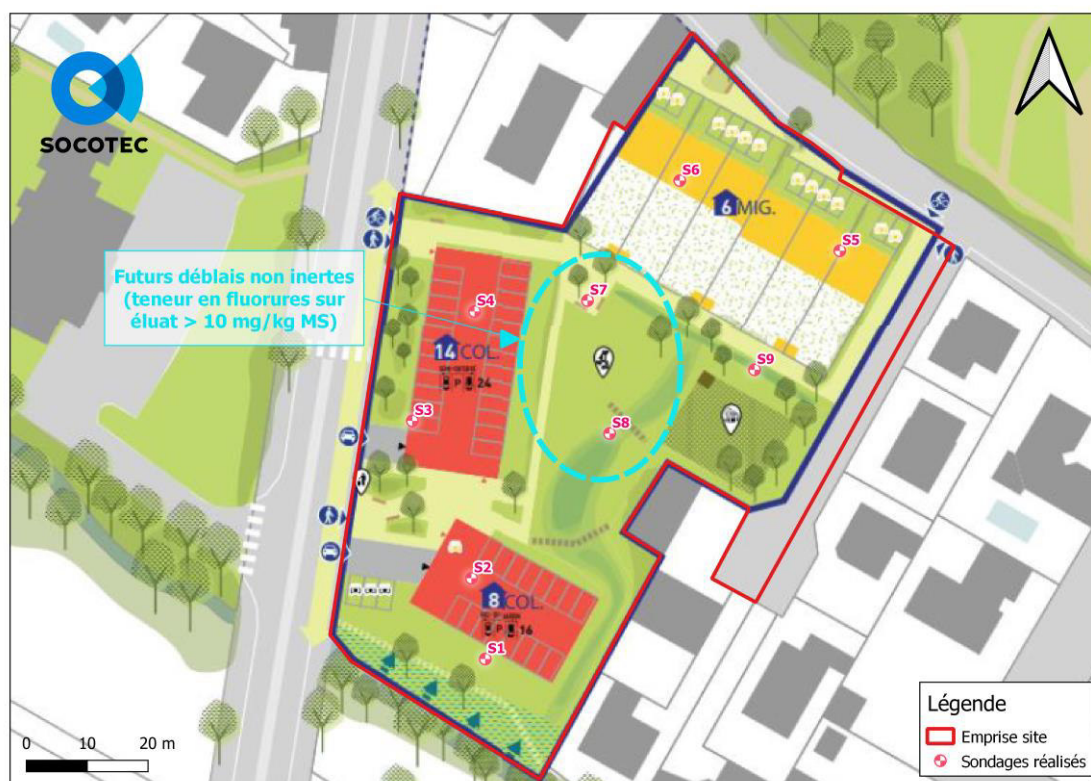 SOCOTEC
S6
6 MIG.
S5
Futurs déblais non inertes
(teneur en fluorures sur
éluat > 10 mg/kg MS)
S7
S4
14 COL.
P 24
S9
S3
S8
S2
8 COL.
P 16
S1
Légende
Emprise site
Sondages réalisés
0 10 20 m